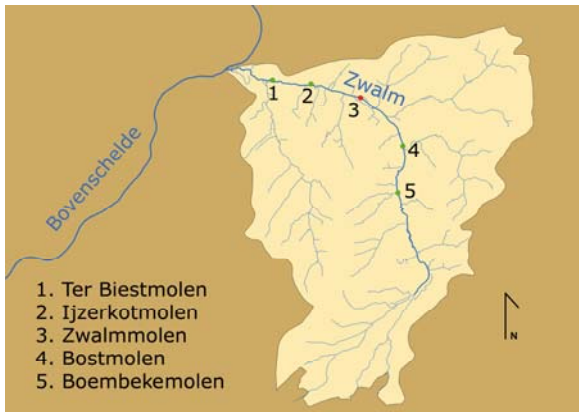 Zwalm
1
2
3
4
5
Bovenschelde
1. Ter Biestmolen
2. Ijzerkotmolen
3. Zwalmmolen
4. Bostmolen
5. Boembekemolen
N